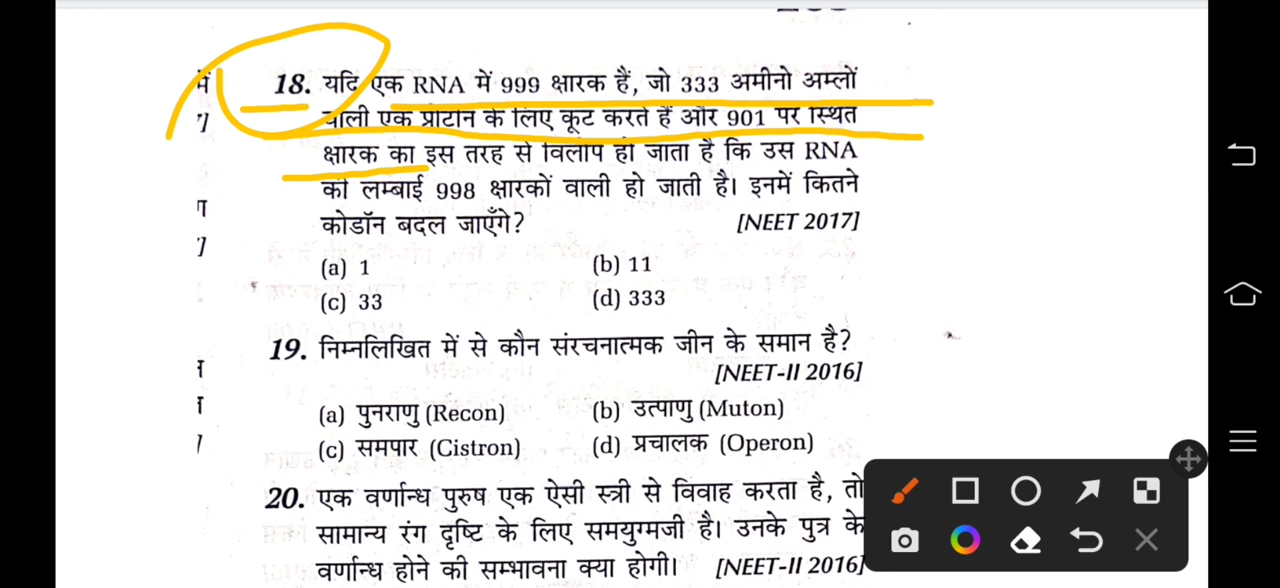 में
18. यदि एक RNA में 999 क्षारक हैं, जो 333 अमीनो अम्लों
वाली एक प्रोटीन के लिए कूट करते हैं और 901 पर स्थित
क्षारक का इस तरह से विलोप हो जाता है कि उस RNA
की लम्बाई 998 क्षारकों वाली हो जाती है। इनमें कितने
कोडॉन बदल जाएँगे? [NEET 2017]
(a) 1 (b) 11
(c) 33 (d) 333
19. निम्नलिखित में से कौन संरचनात्मक जीन के समान है?
[NEET-II 2016]
(a) पुनराणु (Recon) (b) उत्पाणु (Muton)
(c) समपार (Cistron) (d) प्रचालक (Operon)
20. एक वर्णान्ध पुरुष एक ऐसी स्त्री से विवाह करता है, तो
सामान्य रंग दृष्टि के लिए समयुग्मजी है। उनके पुत्र के
वर्णान्ध होने की सम्भावना क्या होगी। [NEET-II 2016]